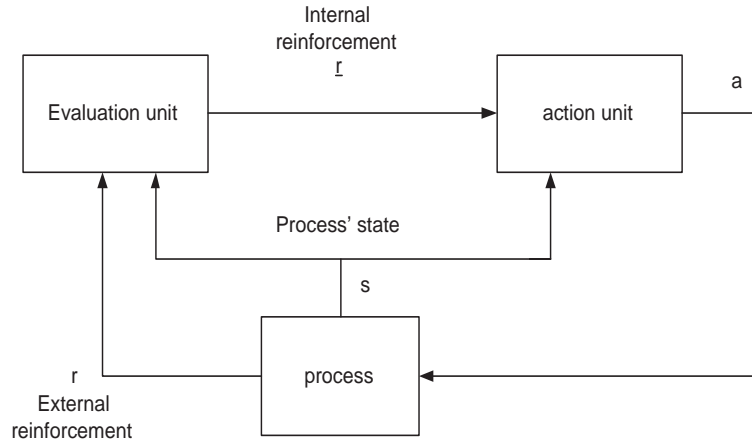 Internal
reinforcement
r
Evaluation unit
action unit
a
Process’ state
s
process
r
External
reinforcement